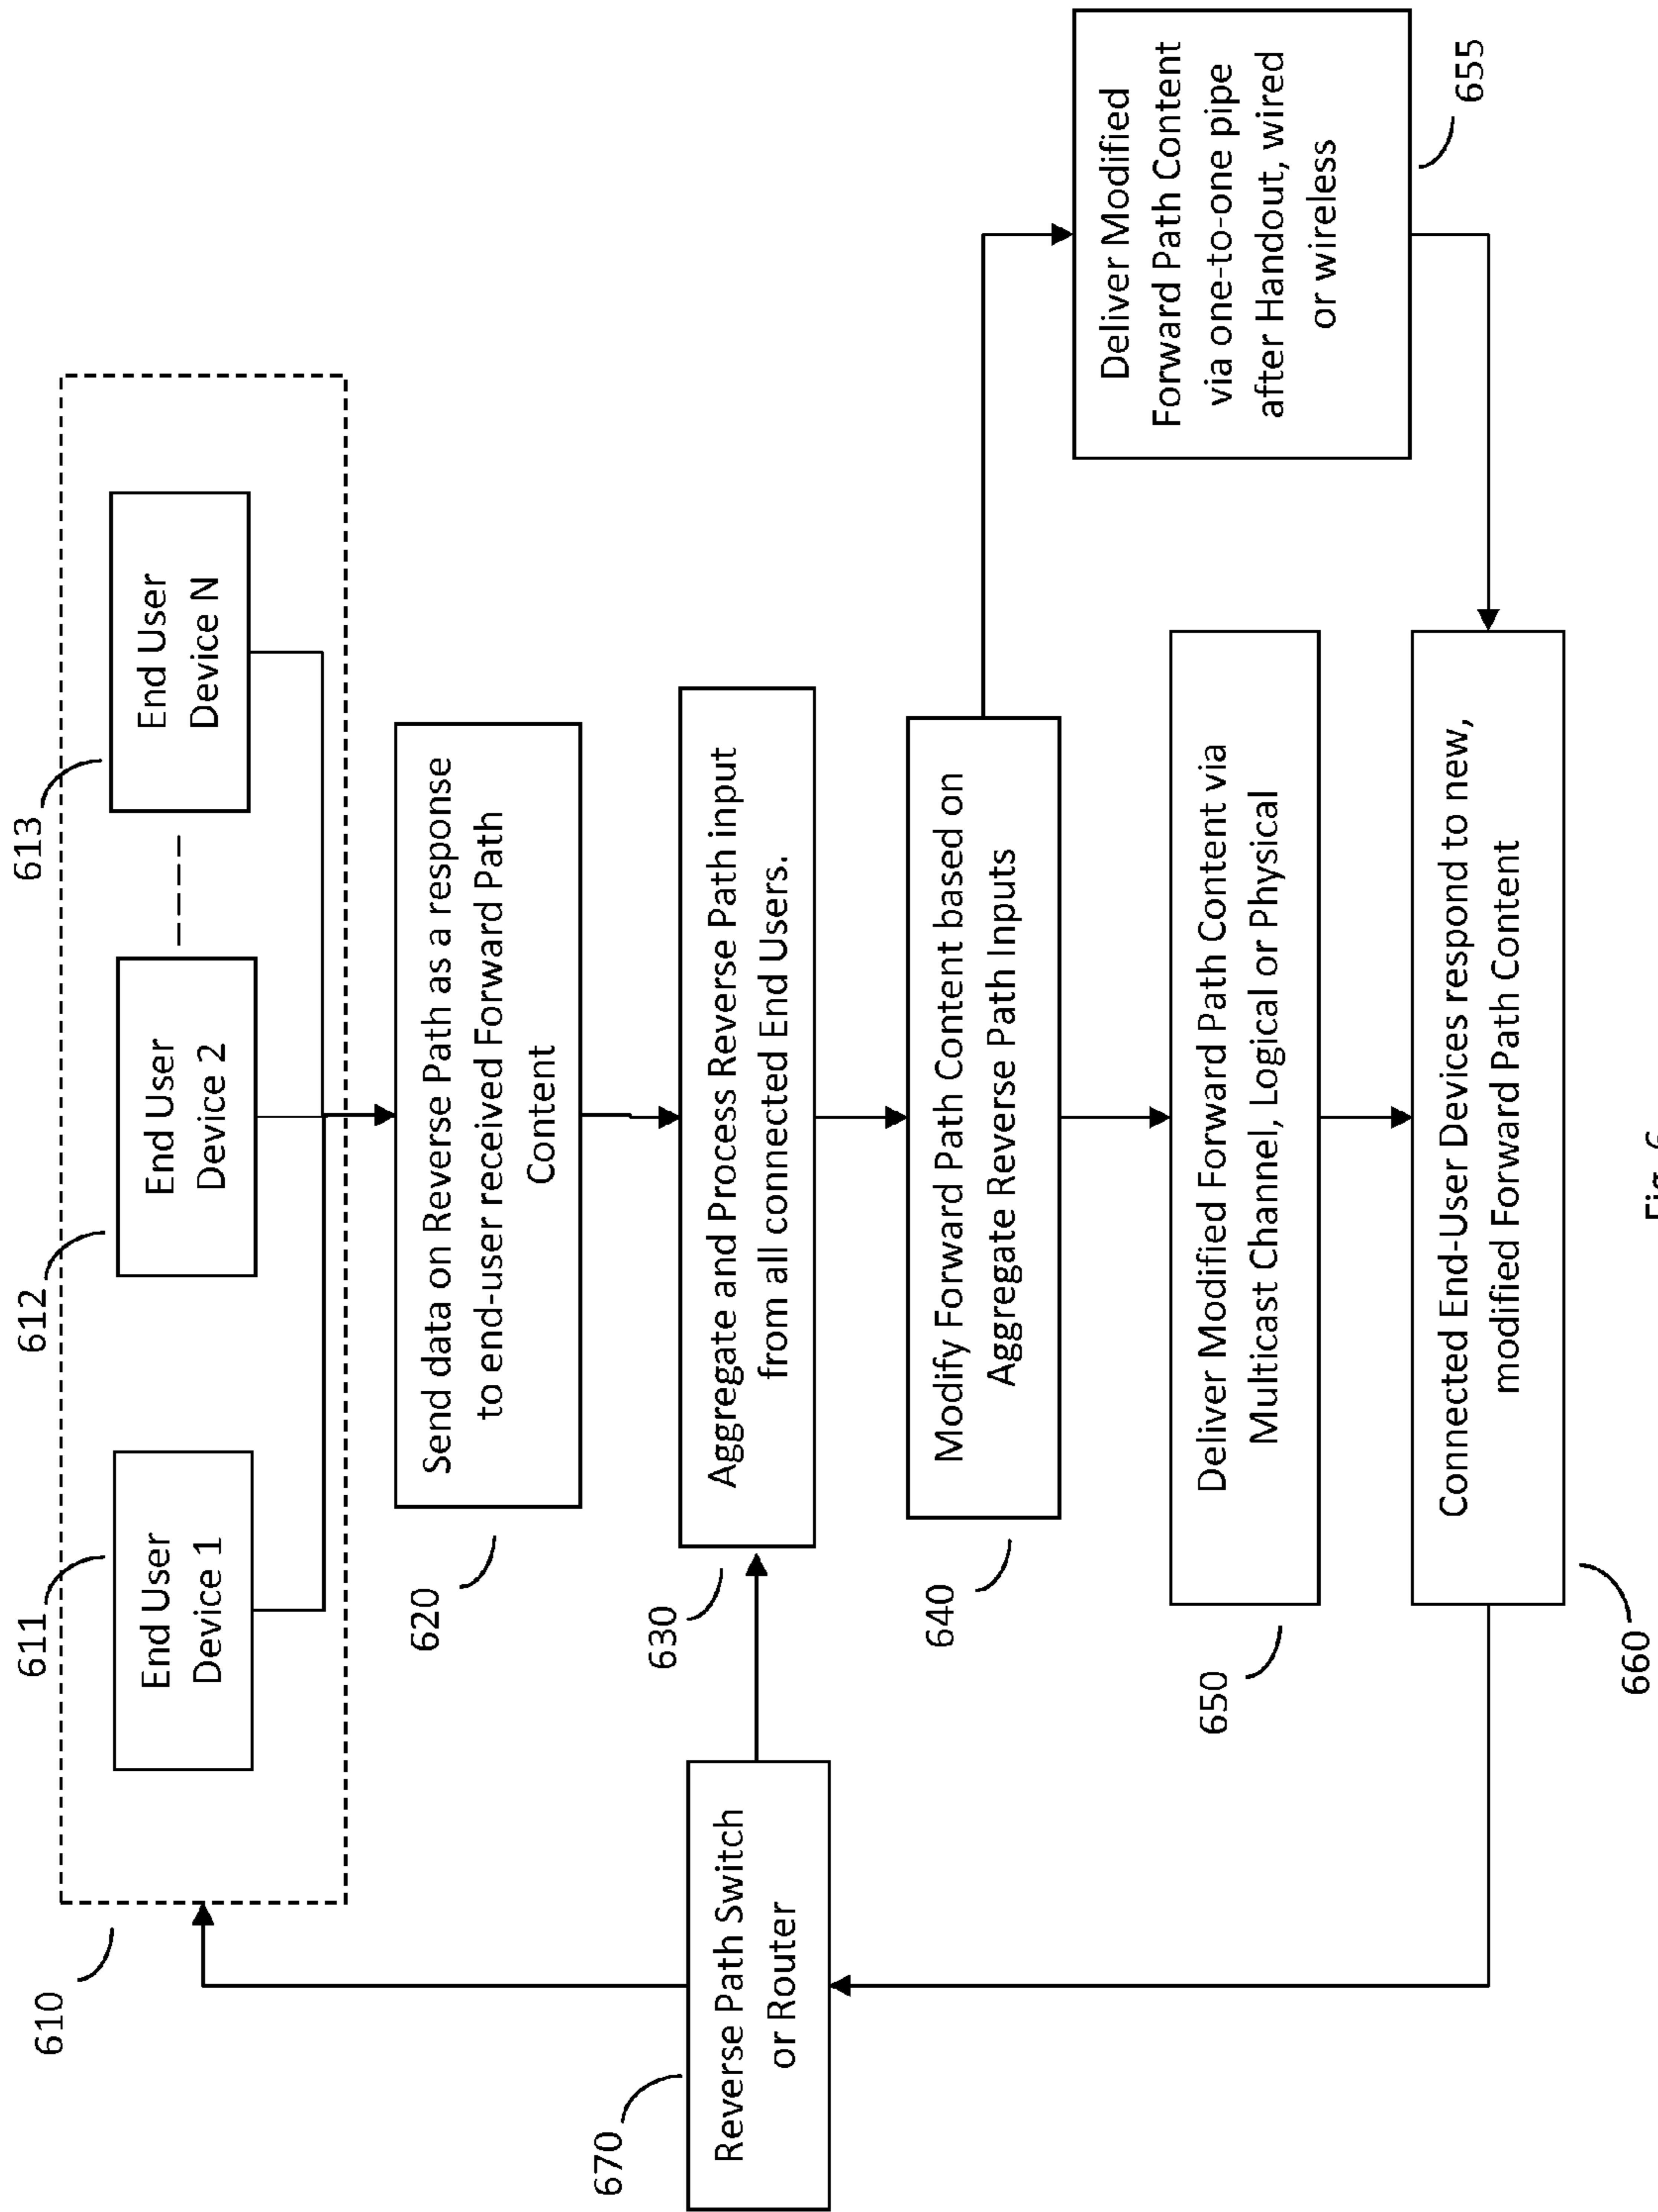 611
612
613
End User
Device 1
End User
Device 2
End User
Device N
610
620
Send data on Reverse Path as a response
to end-user received Forward Path
Content
670
Reverse Path Switch
or Router
630
Aggregate and Process Reverse Path input
from all connected End Users.
640
Modify Forward Path Content based on
Aggregate Reverse Path Inputs
650
Deliver Modified Forward Path Content via
Multicast Channel, Logical or Physical
Deliver Modified
Forward Path Content
via one-to-one pipe
after Handout, wired
or wireless
655
Connected End-User Devices respond to new,
modified Forward Path Content
660